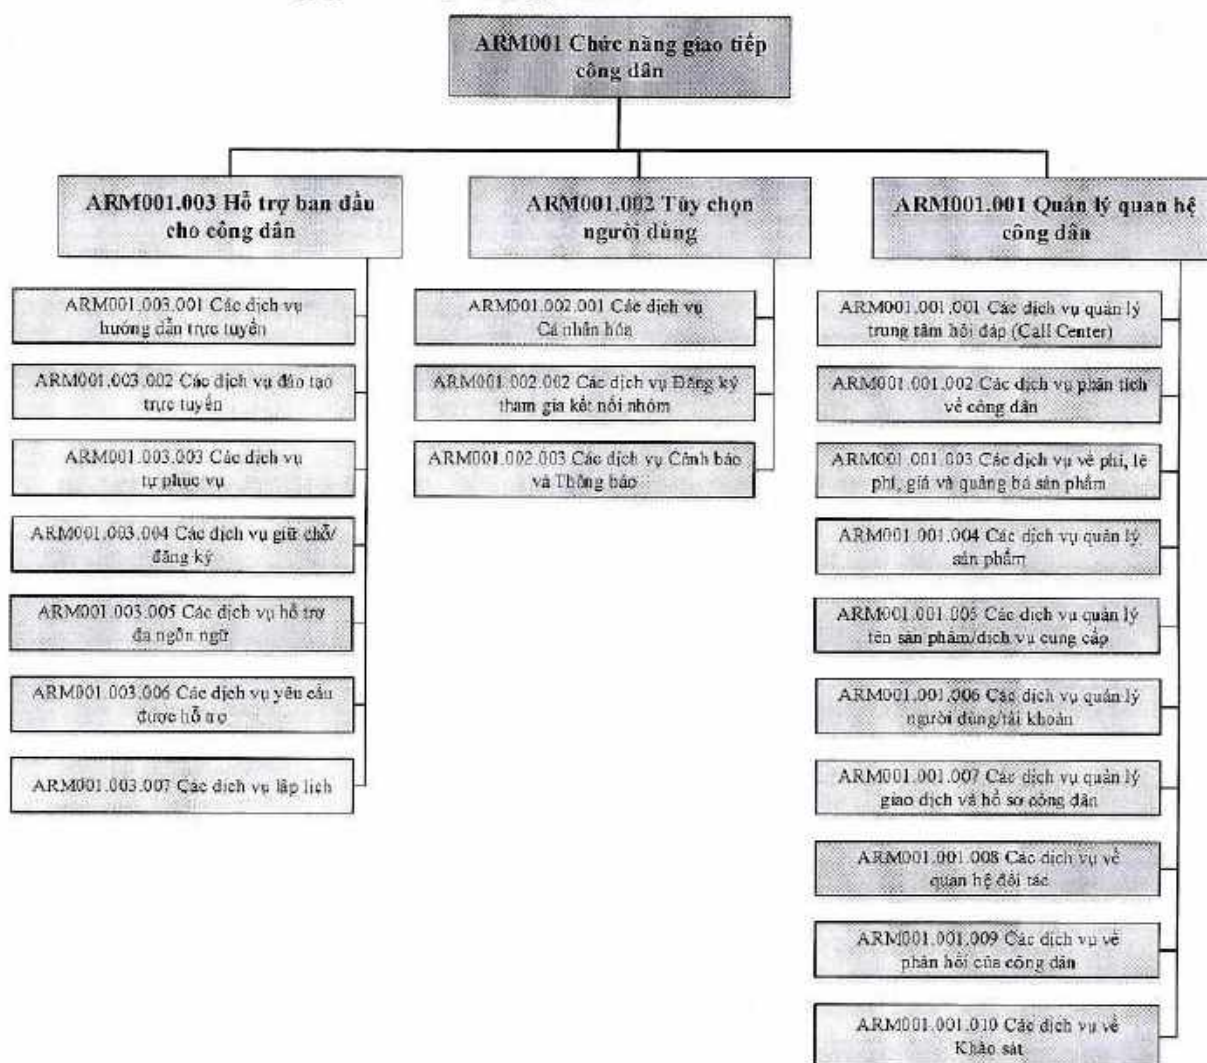 ARM001 Chức năng giao tiếp
công dân
ARM001.003 Hỗ trợ ban đầu
cho công dân
ARM001.003.001 Các dịch vụ
hướng dẫn trực tuyến
ARM001.003.002 Các dịch vụ đào tạo
trực tuyến
ARM001.003.003 Các dịch vụ
tự phục vụ
ARM001.003.004 Các dịch vụ giữ chỗ/
đăng ký
ARM001.003.005 Các dịch vụ hỗ trợ
đa ngôn ngữ
ARM001.003.006 Các dịch vụ yêu cầu
được hỗ trợ
ARM001.003.007 Các dịch vụ lập lịch
ARM001.002 Tùy chọn
người dùng
ARM001.002.001 Các dịch vụ
Cá nhân hóa
ARM001.002.002 Các dịch vụ Đăng ký
tham gia kết nối nhóm
ARM001.002.003 Các dịch vụ Cảnh báo
và Thông báo
ARM001.001 Quản lý quan hệ
công dân
ARM001.001.001 Các dịch vụ quản lý
trung tâm hỏi đáp (Call Center)
ARM001.001.002 Các dịch vụ phân tích
về công dân
ARM001.001.003 Các dịch vụ về phí, lệ
phí, giá và quảng bá sản phẩm
ARM001.001.004 Các dịch vụ quản lý
sản phẩm
ARM001.001.005 Các dịch vụ quản lý
tên sản phẩm/dịch vụ cung cấp
ARM001.001.006 Các dịch vụ quản lý
người dùng/tài khoản
ARM001.001.007 Các dịch vụ quản lý
giao dịch và hồ sơ công dân
ARM001.001.008 Các dịch vụ về
quan hệ đối tác
ARM001.001.009 Các dịch vụ về
phản hồi của công dân
ARM001.001.010 Các dịch vụ về
Khảo sát